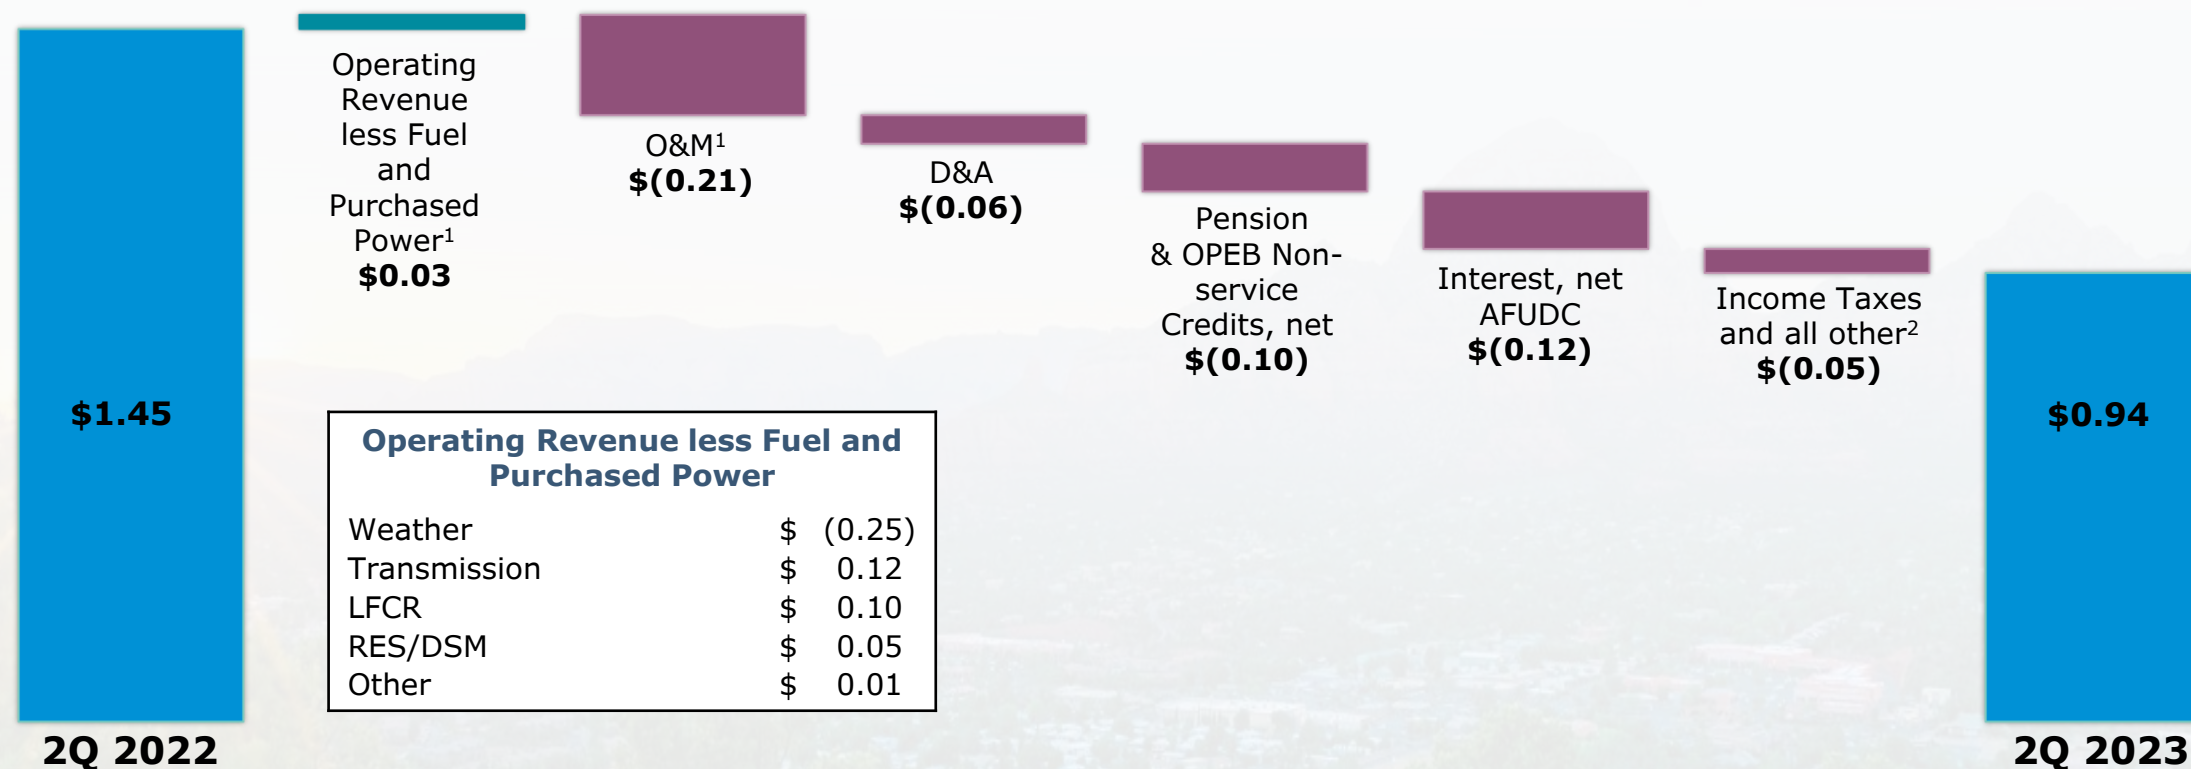 Operating
Revenue
less Fuel
and
Purchased
Power1
$0.03
O&M1
$(0.21)
D&A
$(0.06)
Pension
& OPEB Non-
service
Credits, net
$(0.10)
Interest, net
AFUDC
$(0.12)
Income Taxes
and all other2
$(0.05)
$1.45
$0.94
Operating Revenue less Fuel and
Purchased Power
Weather $ (0.25)
Transmission $ 0.12
LFCR $ 0.10
RES/DSM $ 0.05
Other $ 0.01
2Q 2022
2Q 2023